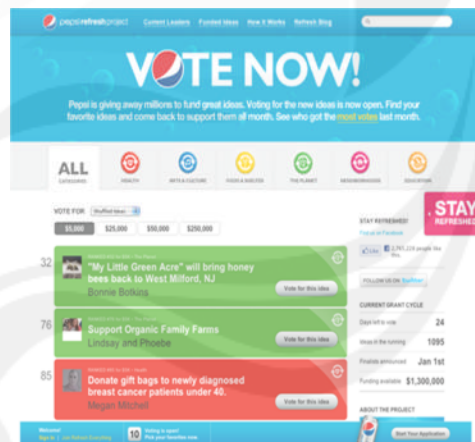 pepsi refresh project
Current Leaders Funded Ideas How it Works Refresh Blog
VOTE NOW!
Pepsi is giving away millions to fund great ideas. Voting for the new ideas is now open. Find your
favorite ideas and come back to support them all month. See who got the most votes last month.
ALL
CATEGORIES
HEALTH
ARTS & CULTURE
FOOD & SHELTER
THE PLANET
NEIGHBORHOODS
EDUCATION
VOTE FOR
Shuffled Ideas
$5,000 $25,000 $50,000 $250,000
32
"My Little Green Acre" will bring honey
bees back to West Milford, NJ
Bonnie Botkins
Vote for this idea
76
Support Organic Family Farms
Lindsay and Phoebe
Vote for this idea
85
Donate gift bags to newly diagnosed
breast cancer patients under 40.
Megan Mitchell
Vote for this idea
STAY
REFRESHED
STAY REFRESHED!
Find us on Facebook
Like
people like
this.
FOLLOW US ON twitter
CURRENT GRANT CYCLE
Days left to vote 24
Ideas in the running 1095
Finalists announced Jan 1st
Funding available $1,300,000
ABOUT THE PROJECT
Start Your Application
Welcome!
Sign In
10
Voting is open!
Pick your favorites now